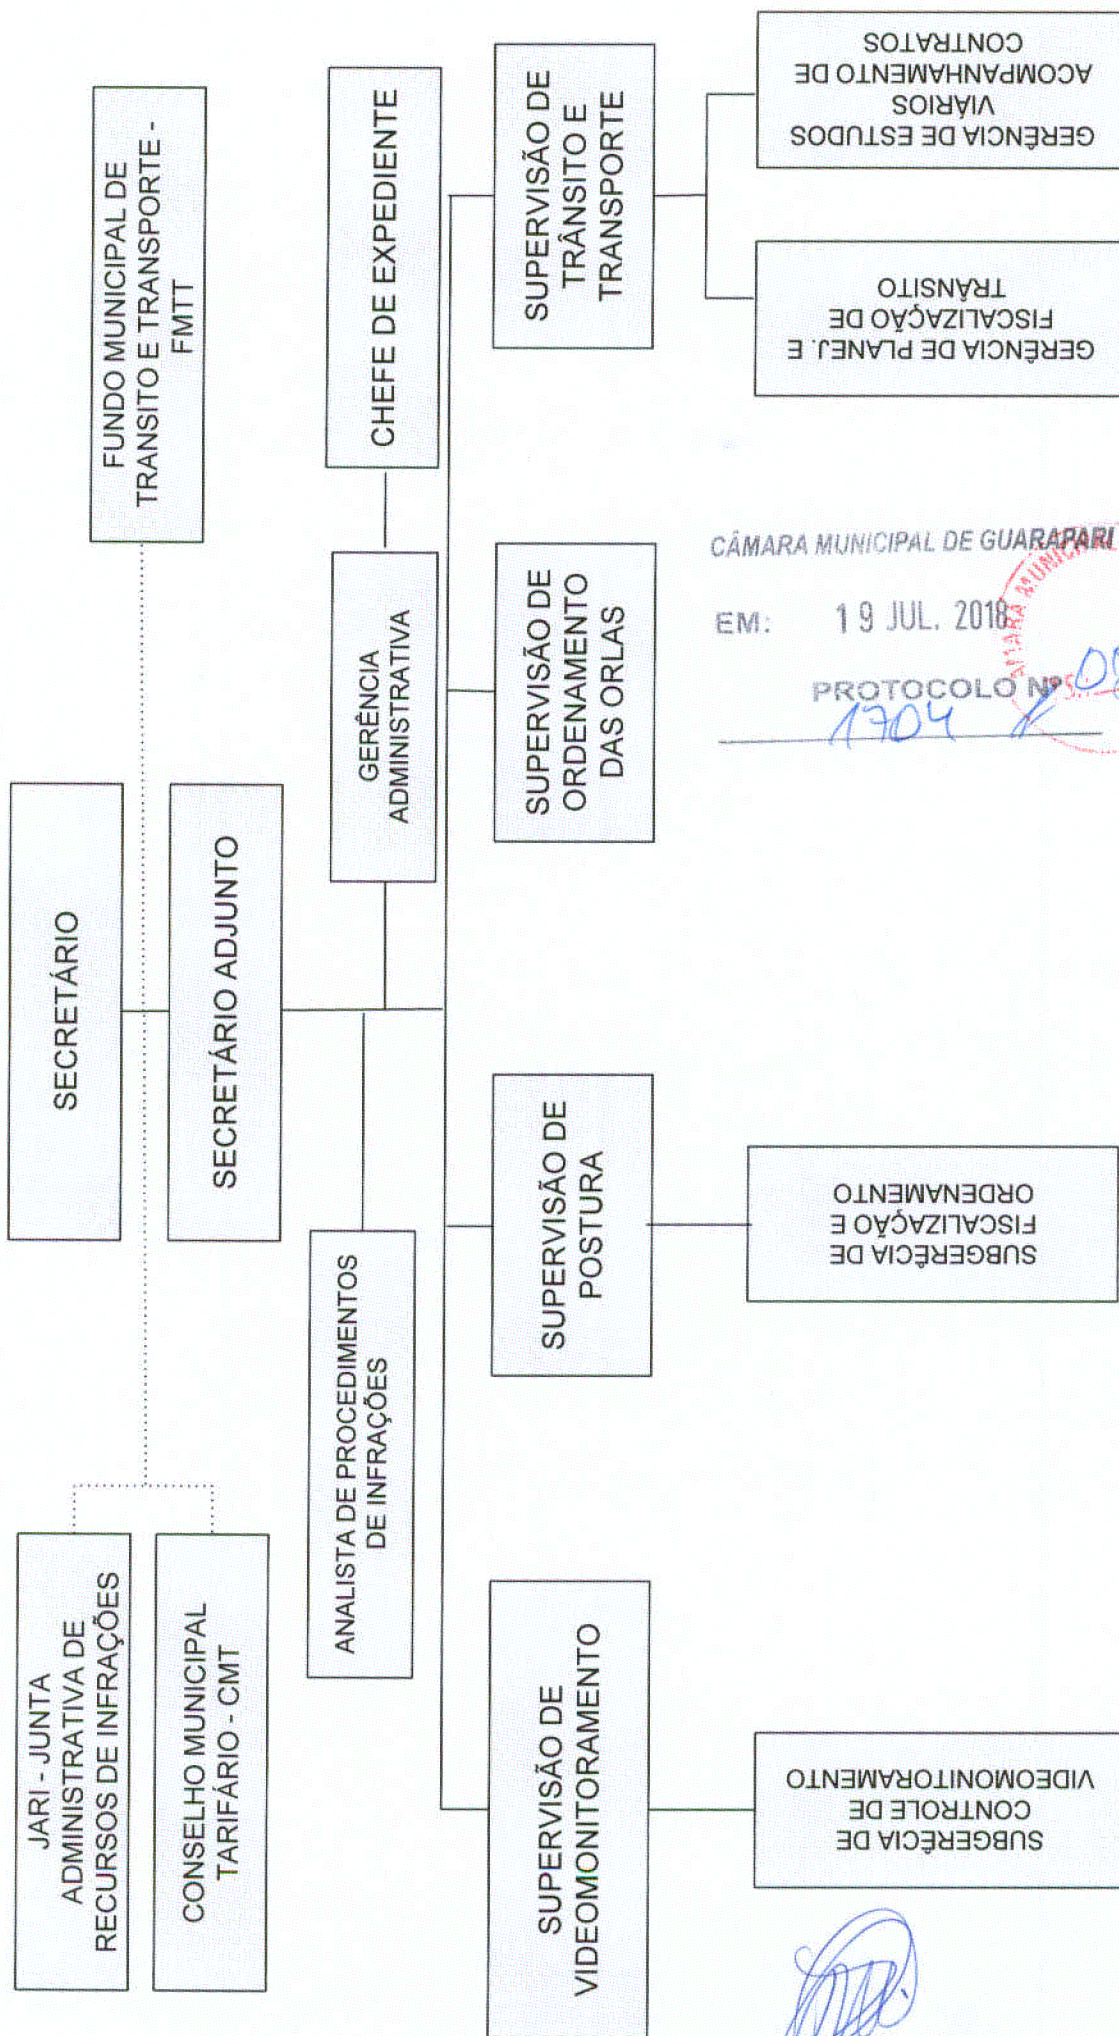 SECRETÁRIO
JARI - JUNTA
ADMINISTRATIVA DE
RECURSOS DE INFRAÇÕES
CONSELHO MUNICIPAL
TARIFÁRIO - CMT
FUNDO MUNICIPAL DE
TRANSITO E TRANSPORTE -
FMTT
SECRETÁRIO ADJUNTO
ANALISTA DE PROCEDIMENTOS
DE INFRAÇÕES
GERÊNCIA
ADMINISTRATIVA
CHEFE DE EXPEDIENTE
SUPERVISÃO DE
VIDEOMONITORAMENTO
SUPERVISÃO DE
POSTURA
SUPERVISÃO DE
ORDENAMENTO
DAS ORLAS
SUPERVISÃO DE
TRÂNSITO E
TRANSPORTE
SUBGERÊCIA DE
CONTROLE DE
VIDEOMONITORAMENTO
SUBGERÊCIA DE
FISCALIZAÇÃO E
ORDENAMENTO
GERÊNCIA DE PLANEJ. E
FISCALIZAÇÃO DE
TRÂNSITO
GERÊNCIA DE ESTUDOS
VIÁRIOS
ACOMPANHAMENTO DE
CONTRATOS
CÂMARA MUNICIPAL DE GUARAPARI
EM: 19 JUL. 2018
PROTOCOLO Nº
1704